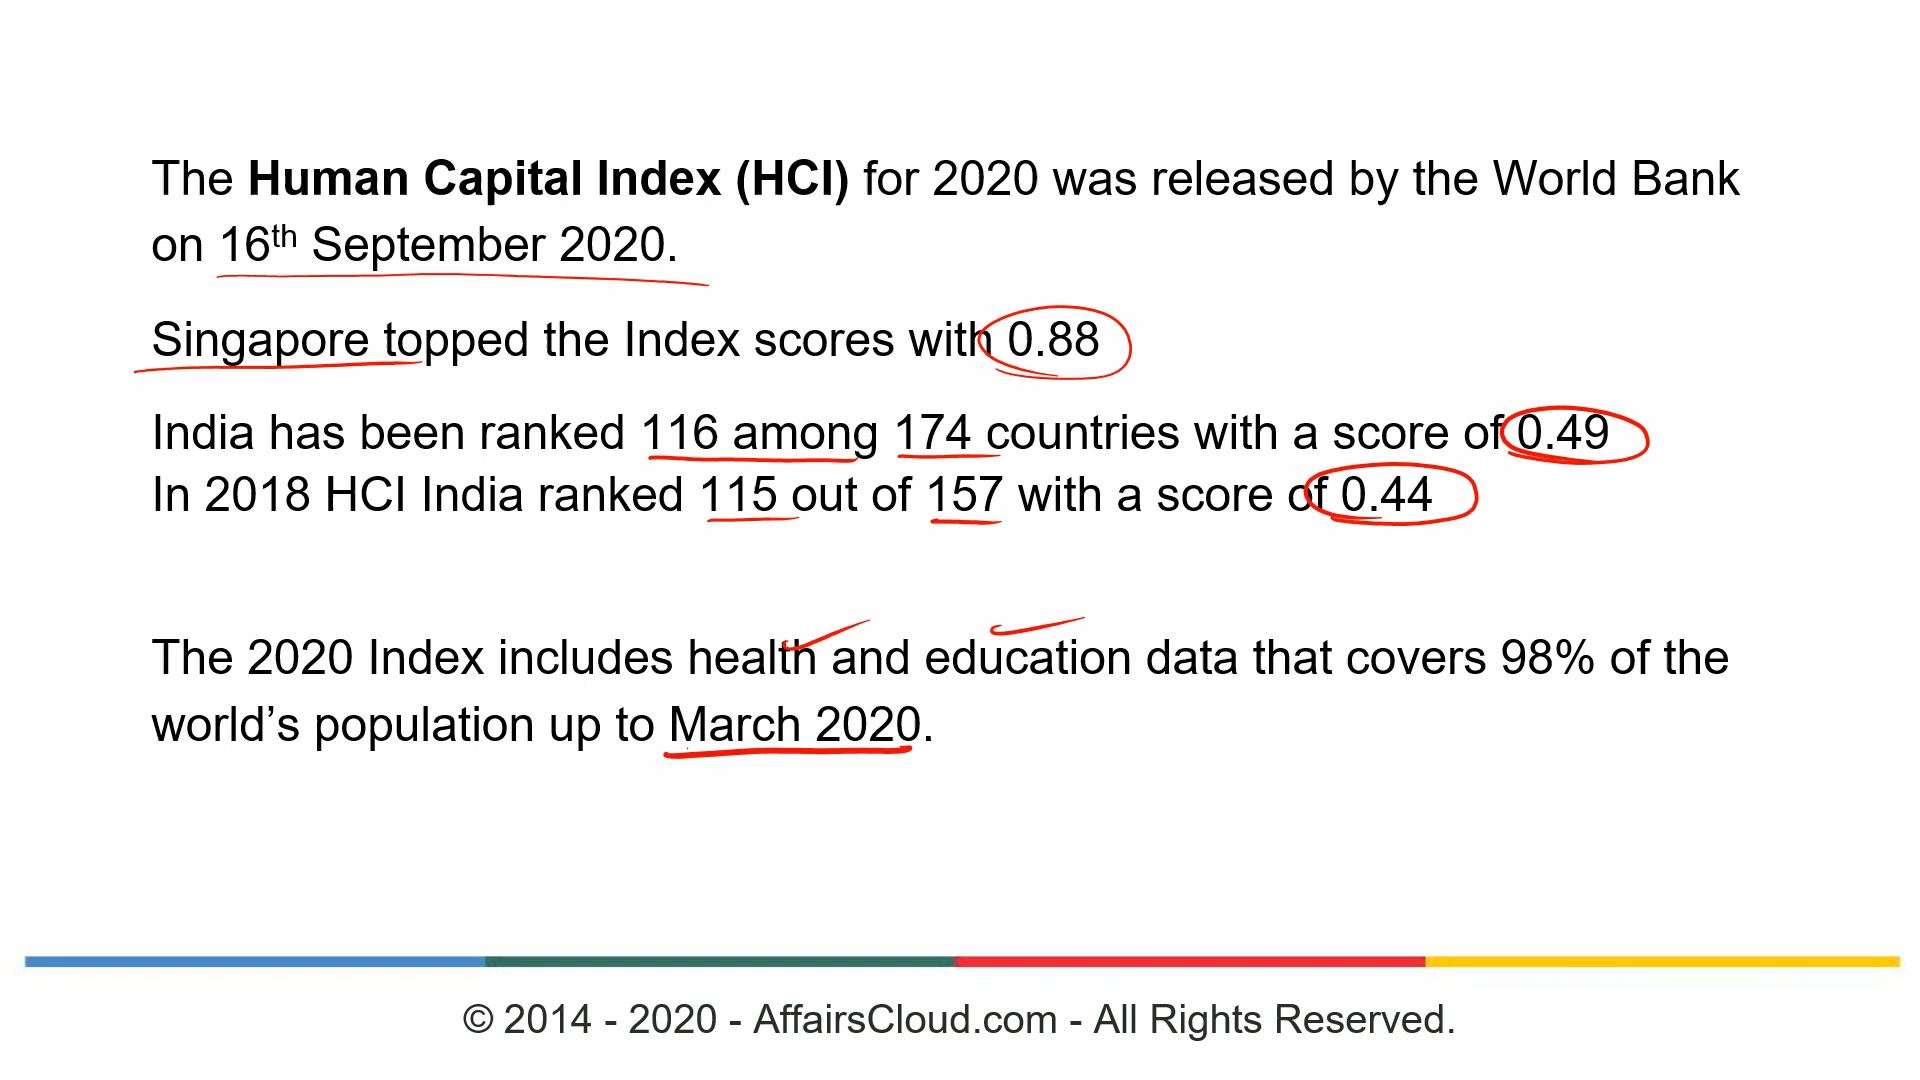 The Human Capital Index (HCI) for 2020 was released by the World Bank
on 16th September 2020.
Singapore topped the Index scores with 0.88
India has been ranked 116 among 174 countries with a score of 0.49
In 2018 HCI India ranked 115 out of 157 with a score of 0.44
The 2020 Index includes health and education data that covers 98% of the
world’s population up to March 2020.
© 2014 - 2020 - AffairsCloud.com - All Rights Reserved.